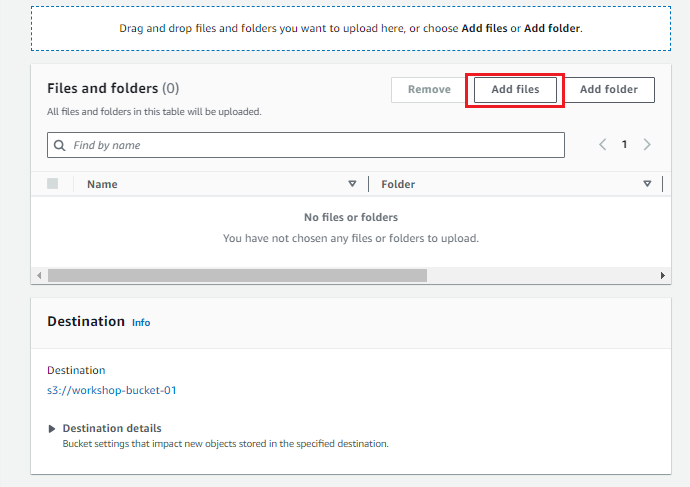 Drag and drop files and folders you want to upload here, or choose Add files or Add folder.
Files and folders (0)
Remove
Add files
Add folder
All files and folders in this table will be uploaded.
Find by name
1
Name
Folder
No files or folders
You have not chosen any files or folders to upload.
Destination Info
Destination
s3://workshop-bucket-01
Destination details
Bucket settings that impact new objects stored in the specified destination.